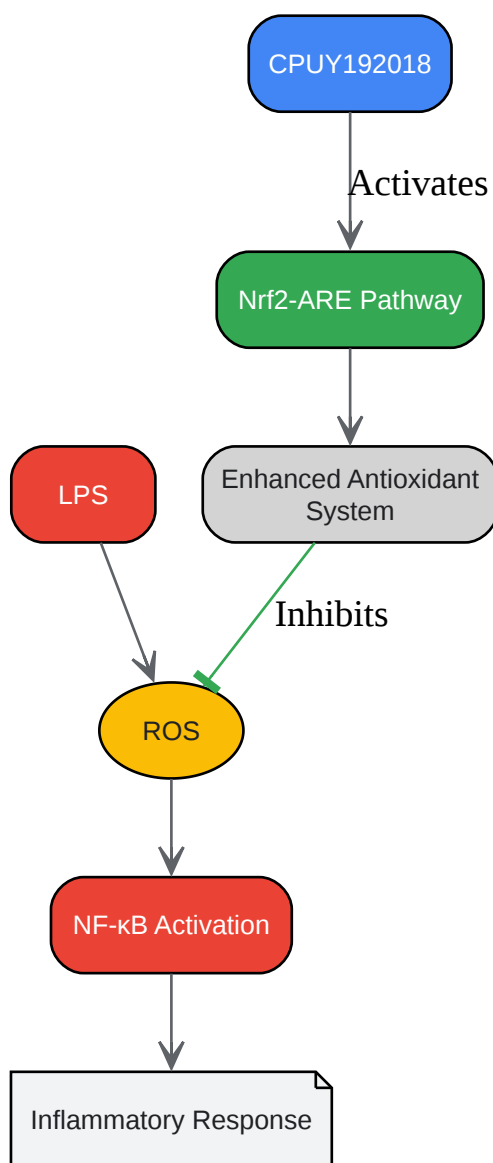 CPUY192018
Activates
Nrf2-ARE Pathway
LPS
Enhanced Antioxidant
System
Inhibits
ROS
NF-κB Activation
Inflammatory Response